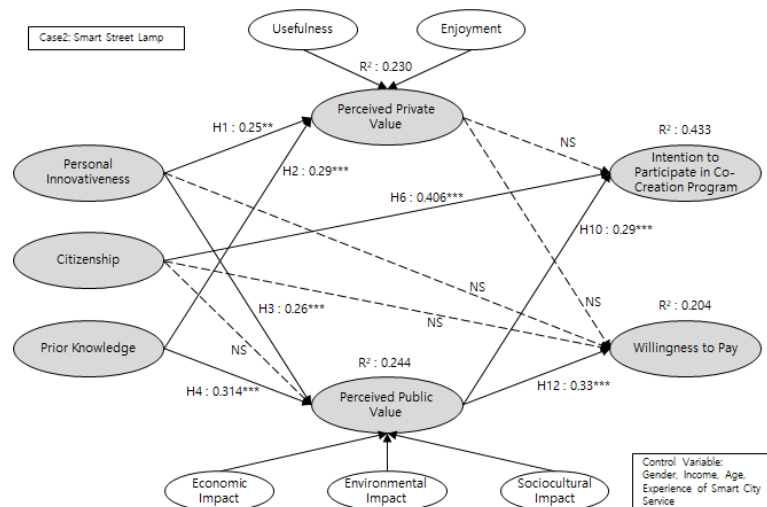 Case2: Smart Street Lamp
Usefulness
Enjoyment
R² : 0.230
Perceived Private
Value
H1 : 0.25**
H2 : 0.29***
NS
R² : 0.433
Personal
Innovativeness
Intention to
Participate in Co-
Creation Program
H6 : 0.406***
H10 : 0.29***
Citizenship
NS
NS
H3 : 0.26***
NS
R² : 0.204
Prior Knowledge
NS
Willingness to Pay
R² : 0.244
H4 : 0.314***
H12 : 0.33***
Perceived Public
Value
Economic
Impact
Environmental
Impact
Sociocultural
Impact
Control Variable:
Gender, Income, Age,
Experience of Smart City
Service